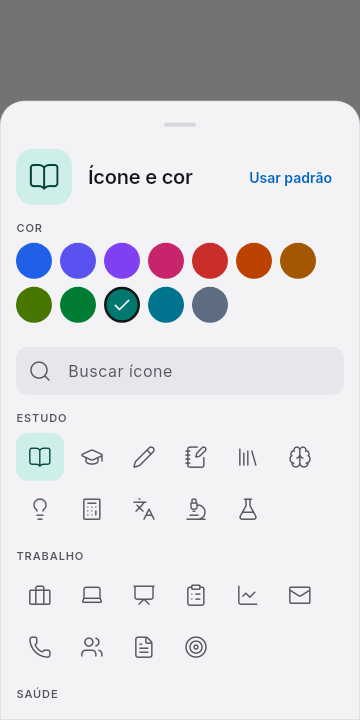 Ícone e cor
Usar padrão
COR
Buscar ícone
ESTUDO
TRABALHO
SAÚDE